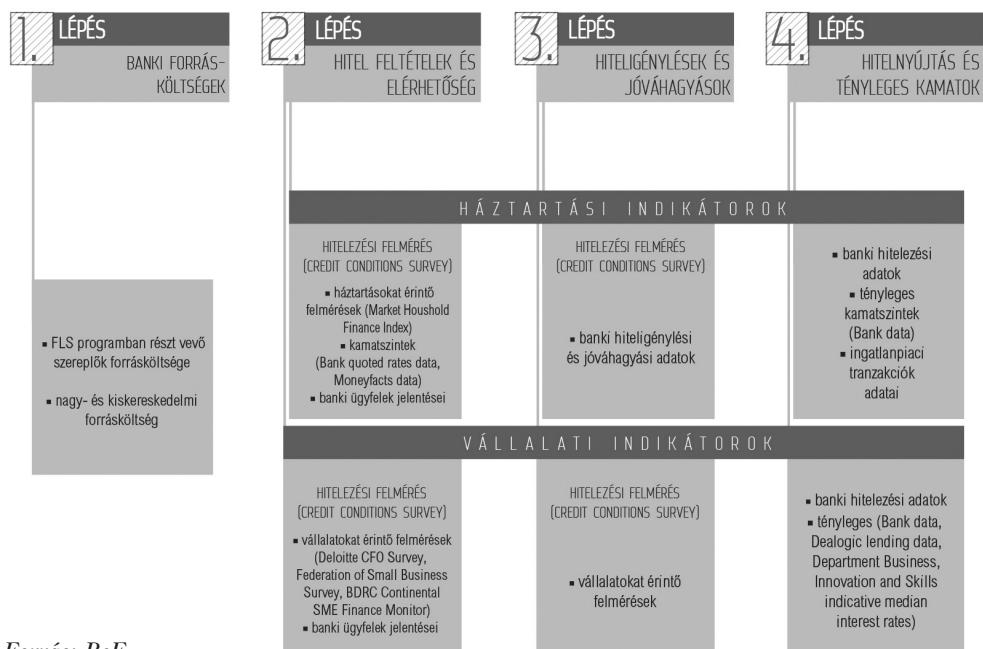 1. LÉPÉS
BANKI FORRÁS-
KÖLTSÉGEK
2. LÉPÉS
HITEL FELTÉTELEK ÉS
ELÉRHETŐSÉG
3. LÉPÉS
HITELIGÉNYLÉSEK ÉS
JÓVÁHAGYÁSOK
4. LÉPÉS
HITELNYÚJTÁS ÉS
TÉNYLEGES KAMATOK
▪ FLS programban részt vevő
szereplők forrásköltsége
▪ nagy- és kiskereskedelmi
forrásköltség
HÁZTARTÁSI INDIKÁTOROK
HITELEZÉSI FELMÉRÉS
(CREDIT CONDITIONS SURVEY)
▪ háztartásokat érintő
felmérések (Market Houshold
Finance Index)
▪ kamatszintek
(Bank quoted rates data,
Moneyfacts data)
▪ banki ügyfelek jelentései
HITELEZÉSI FELMÉRÉS
(CREDIT CONDITIONS SURVEY)
▪ banki hiteligénylési
és jóváhagyási adatok
▪ banki hitelezési
adatok
▪ tényleges
kamatszintek
(Bank data)
▪ ingatlanpiaci
tranzakciók
adatai
VÁLLALATI INDIKÁTOROK
HITELEZÉSI FELMÉRÉS
(CREDIT CONDITIONS SURVEY)
▪ vállalatokat érintő felmérések
(Deloitte CFO Survey,
Federation of Small Business
Survey, BDRC Continental
SME Finance Monitor)
▪ banki ügyfelek jelentései
HITELEZÉSI FELMÉRÉS
(CREDIT CONDITIONS SURVEY)
▪ vállalatokat érintő
felmérések
▪ banki hitelezési adatok
▪ tényleges (Bank data,
Dealogic lending data,
Department Business,
Innovation and Skills
indicative median
interest rates)